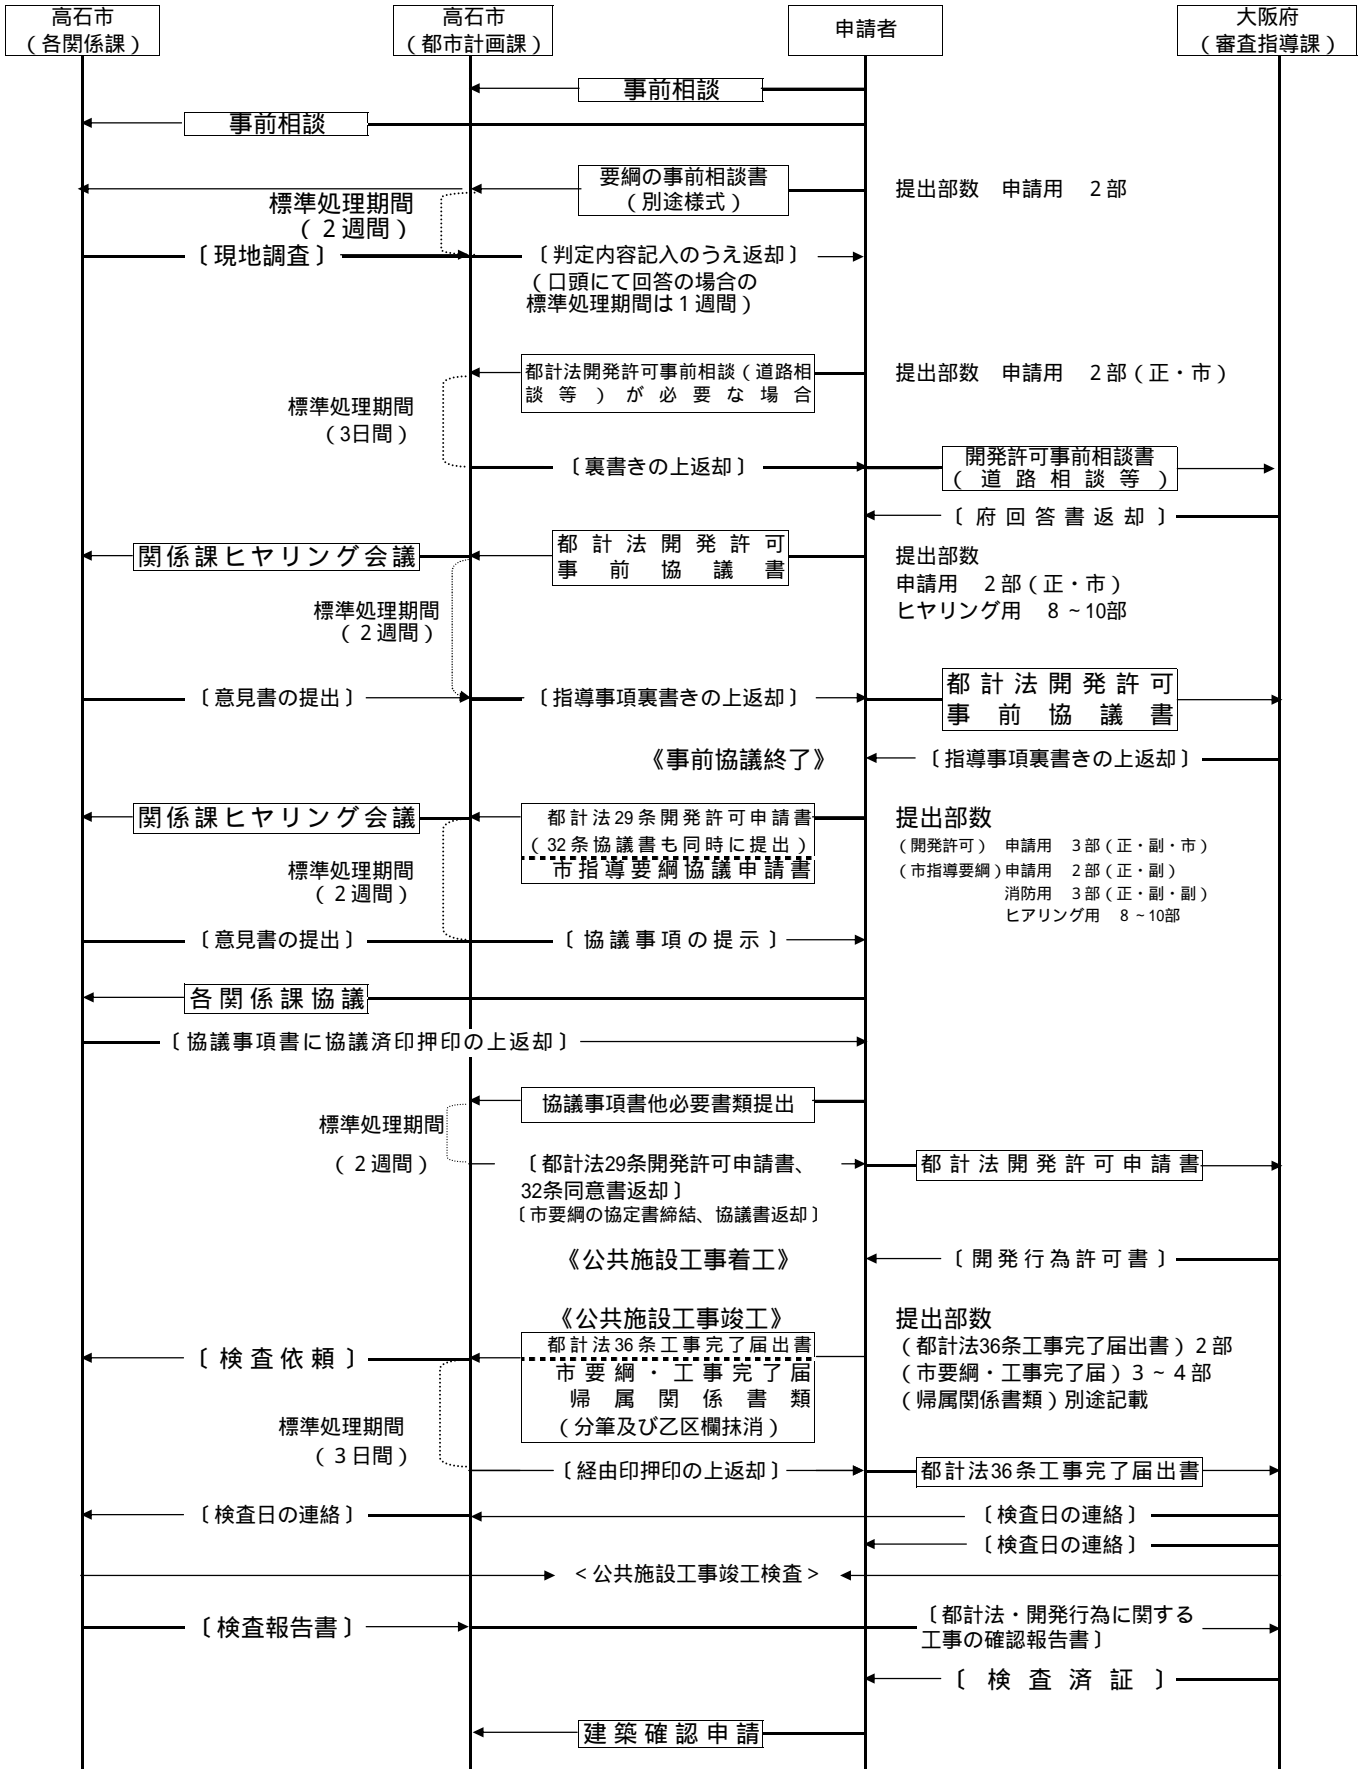 高石市
（各関係課）
高石市
（都市計画課）
申請者
大阪府
（審査指導課）
事前相談
事前相談
要綱の事前相談書
（別途様式）
提出部数　申請用　２部
標準処理期間
（２週間）
〔現地調査〕
〔判定内容記入のうえ返却〕
（口頭にて回答の場合の
標準処理期間は１週間）
都計法開発許可事前相談（道路相
談等）が必要な場合
提出部数　申請用　２部（正・市）
標準処理期間
（3日間）
〔裏書きの上返却〕
開発許可事前相談書
（道路相談等）
〔府回答書返却〕
関係課ヒヤリング会議
都計法開発許可
事前協議書
提出部数
申請用　２部（正・市）
ヒヤリング用　８～10部
標準処理期間
（２週間）
〔意見書の提出〕
〔指導事項裏書きの上返却〕
都計法開発許可
事前協議書
《事前協議終了》
〔指導事項裏書きの上返却〕
関係課ヒヤリング会議
都計法29条開発許可申請書
（32条協議書も同時に提出）
市指導要綱協議申請書
提出部数
（開発許可）　申請用　３部（正・副・市）
（市指導要綱）申請用　２部（正・副）
消防用　３部（正・副・副）
ヒアリング用　８～10部
標準処理期間
（２週間）
〔意見書の提出〕
〔協議事項の提示〕
各関係課協議
〔協議事項書に協議済印押印の上返却〕
協議事項書他必要書類提出
標準処理期間
（２週間）
〔都計法29条開発許可申請書、
32条同意書返却〕
〔市要綱の協定書締結、協議書返却〕
都計法開発許可申請書
《公共施設工事着工》
〔開発行為許可書〕
《公共施設工事竣工》
都計法36条工事完了届出書
市要綱・工事完了届
帰属関係書類
（分筆及び乙区欄抹消）
提出部数
（都計法36条工事完了届出書）２部
（市要綱・工事完了届）３～４部
（帰属関係書類）別途記載
〔検査依頼〕
標準処理期間
（３日間）
〔経由印押印の上返却〕
都計法36条工事完了届出書
〔検査日の連絡〕
〔検査日の連絡〕
〔検査日の連絡〕
＜公共施設工事竣工検査＞
〔検査報告書〕
〔都計法・開発行為に関する
工事の確認報告書〕
〔検査済証〕
建築確認申請